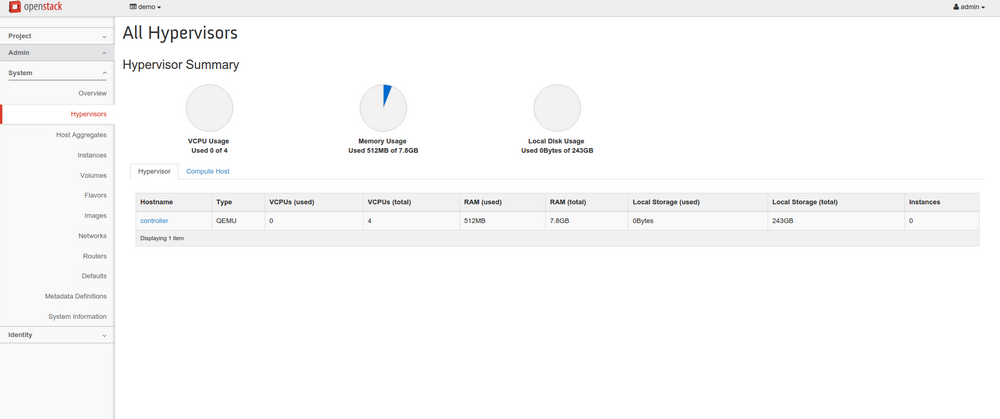 openstack
demo
admin
Project
Admin
System
Overview
Hypervisors
Host Aggregates
Instances
Volumes
Flavors
Images
Networks
Routers
Defaults
Metadata Definitions
System Information
Identity
All Hypervisors
Hypervisor Summary
VCPU Usage
Used 0 of 4
Memory Usage
Used 512MB of 7.8GB
Local Disk Usage
Used 0Bytes of 243GB
Hypervisor Compute Host
Hostname Type VCPUs (used) VCPUs (total) RAM (used) RAM (total) Local Storage (used) Local Storage (total) Instances
controller QEMU 0 4 512MB 7.8GB 0Bytes 243GB 0
Displaying 1 item